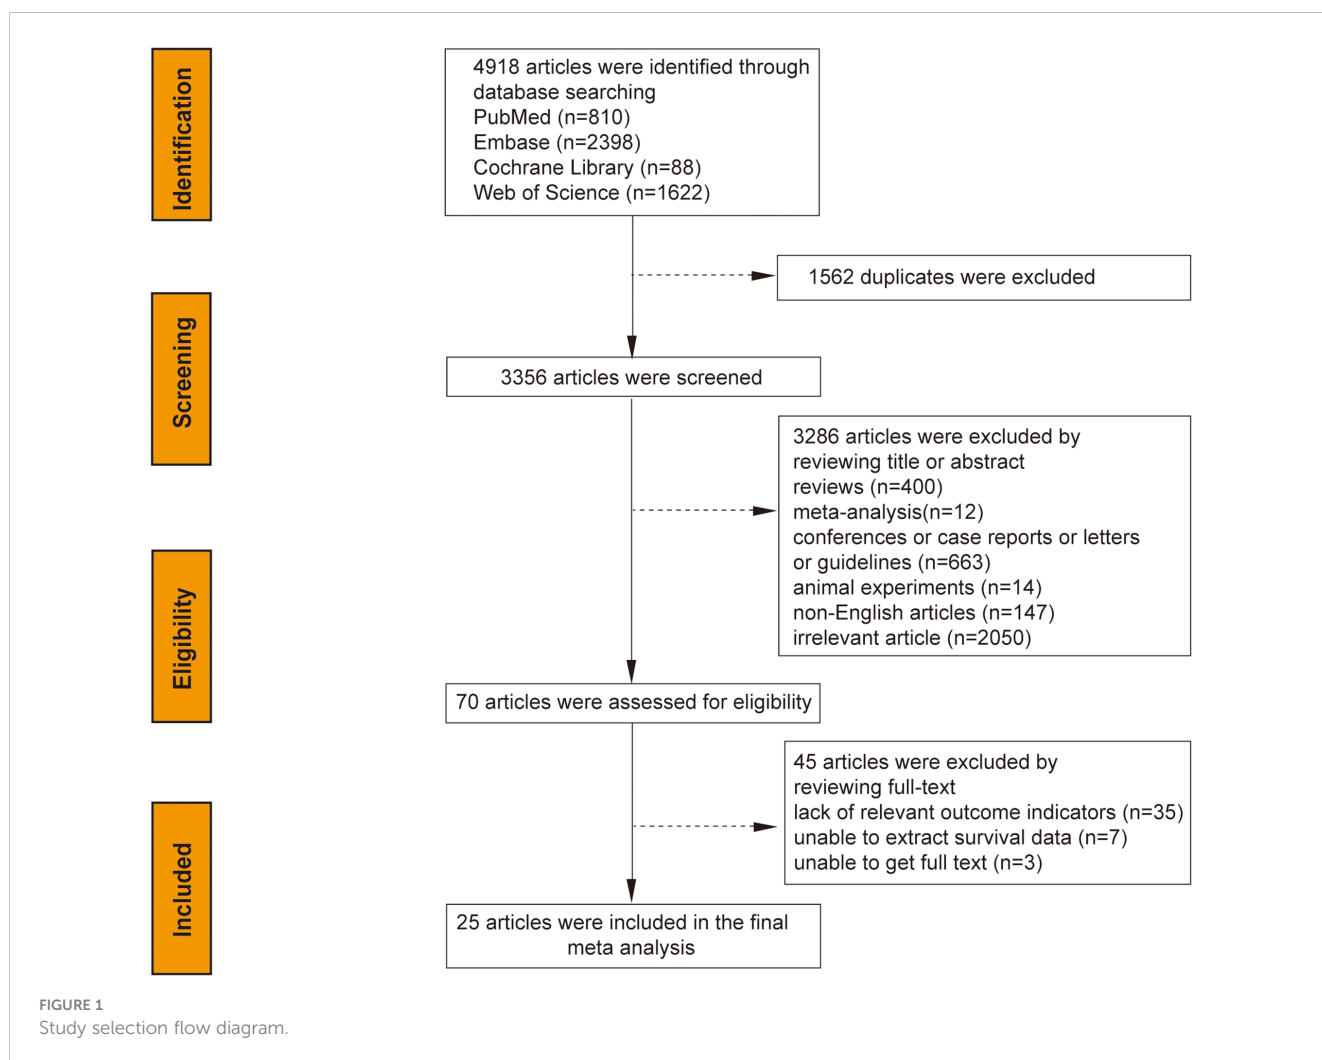 Identification
4918 articles were identified through
database searching
PubMed (n=810)
Embase (n=2398)
Cochrane Library (n=88)
Web of Science (n=1622)
1562 duplicates were excluded
Screening
3356 articles were screened
3286 articles were excluded by
reviewing title or abstract
reviews (n=400)
meta-analysis(n=12)
conferences or case reports or letters
or guidelines (n=663)
animal experiments (n=14)
non-English articles (n=147)
irrelevant article (n=2050)
Eligibility
70 articles were assessed for eligibility
45 articles were excluded by
reviewing full-text
lack of relevant outcome indicators (n=35)
unable to extract survival data (n=7)
unable to get full text (n=3)
Included
25 articles were included in the final
meta analysis
FIGURE 1
Study selection flow diagram.